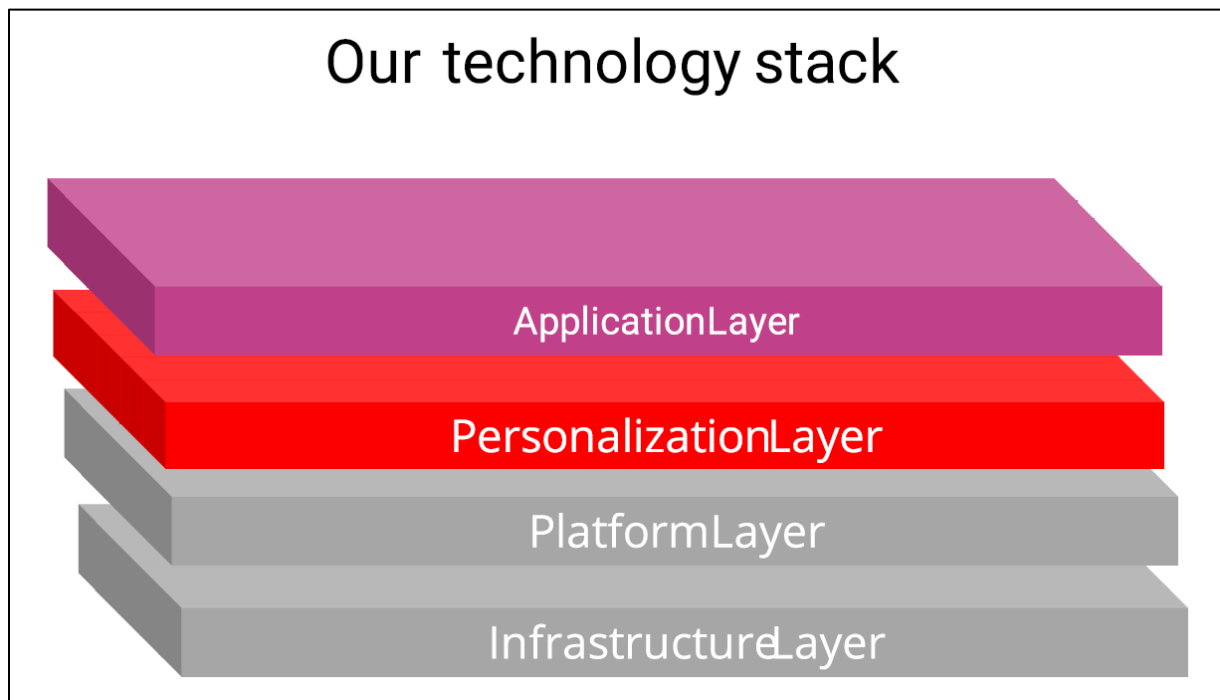 Our technology stack
ApplicationLayer
PersonalizationLayer
PlatformLayer
InfrastructureLayer